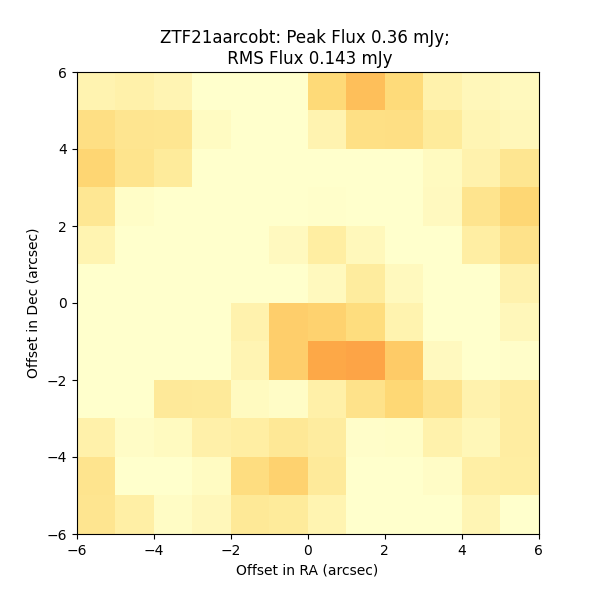 ZTF21aarcobt: Peak Flux 0.36 mJy;
RMS Flux 0.143 mJy
6
4
2
0
−2
−4
−6
Offset in Dec (arcsec)
−6 −4 −2 0 2 4 6
Offset in RA (arcsec)